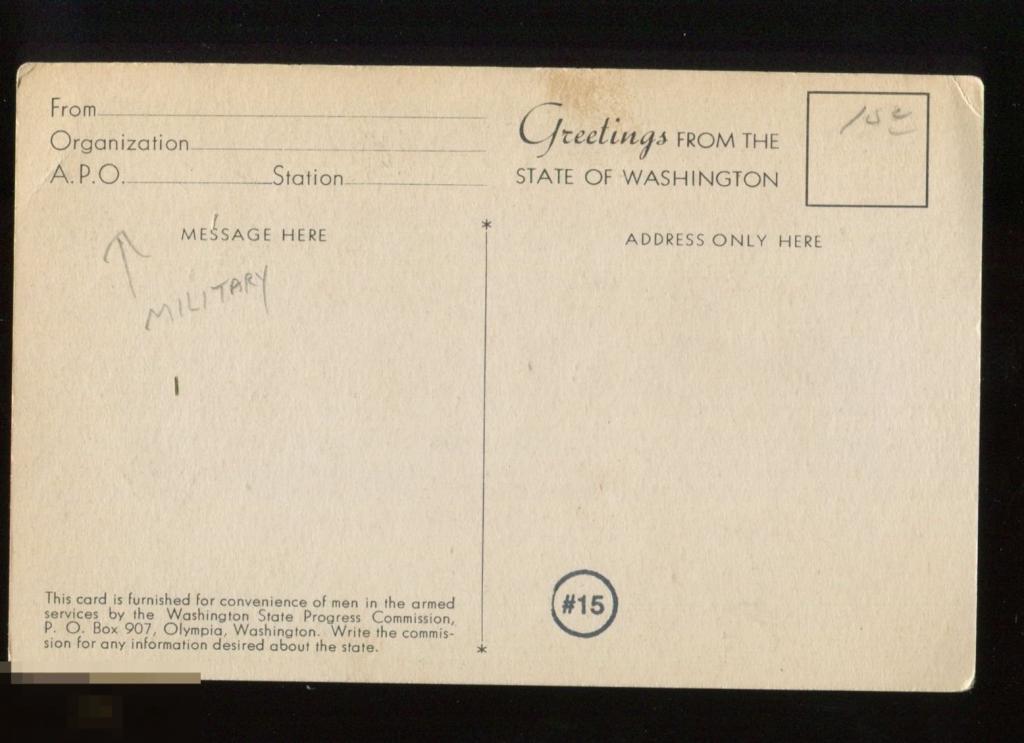 From
Organization
A.P.O. Station
Greetings FROM THE
STATE OF WASHINGTON
15¢
MESSAGE HERE
MILITARY
ADDRESS ONLY HERE
This card is furnished for convenience of men in the armed
services by the Washington State Progress Commission,
P. O. Box 907, Olympia, Washington. Write the commis-
sion for any information desired about the state.
#15